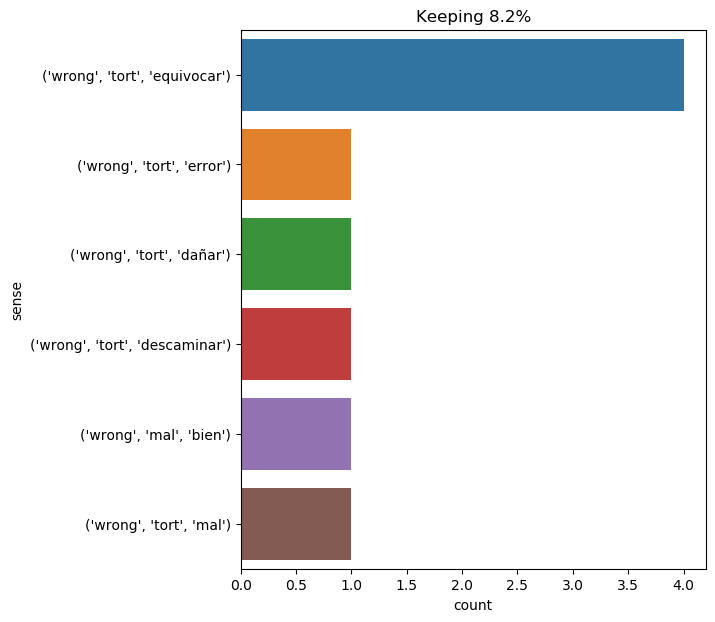 Keeping 8.2%
('wrong', 'tort', 'equivocar')
('wrong', 'tort', 'error')
('wrong', 'tort', 'dañar')
('wrong', 'tort', 'descaminar')
('wrong', 'mal', 'bien')
('wrong', 'tort', 'mal')
sense
0.0 0.5 1.0 1.5 2.0 2.5 3.0 3.5 4.0
count